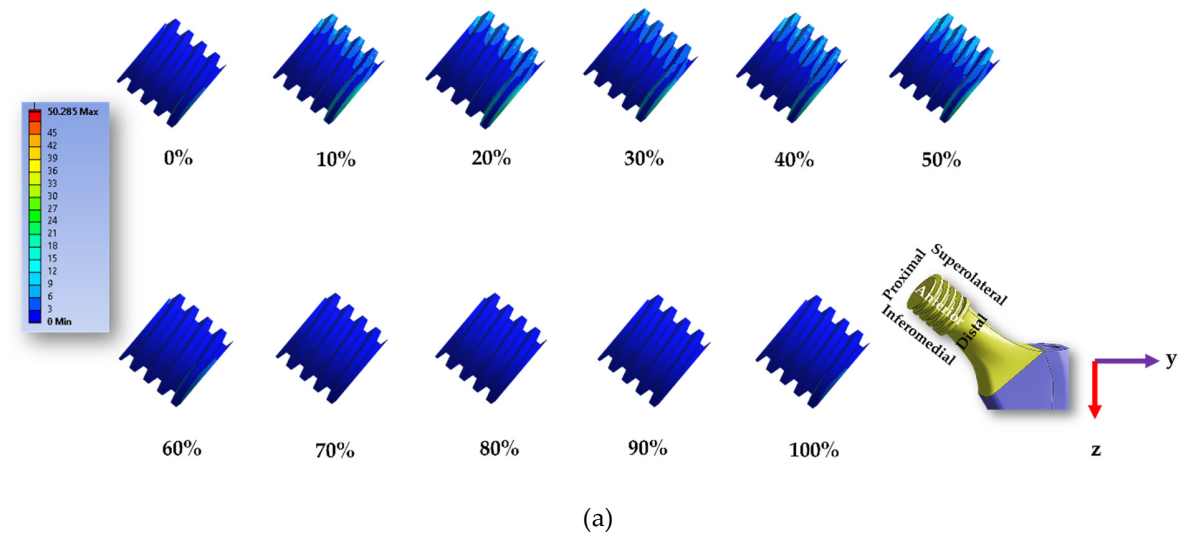 50.285 Max
45
42
39
36
33
30
27
24
21
18
15
12
9
6
3
0 Min
0%
10%
20%
30%
40%
50%
60%
70%
80%
90%
100%
Proximal
Superolateral
Anterior
Inferomedial
Distal
y
z
(a)